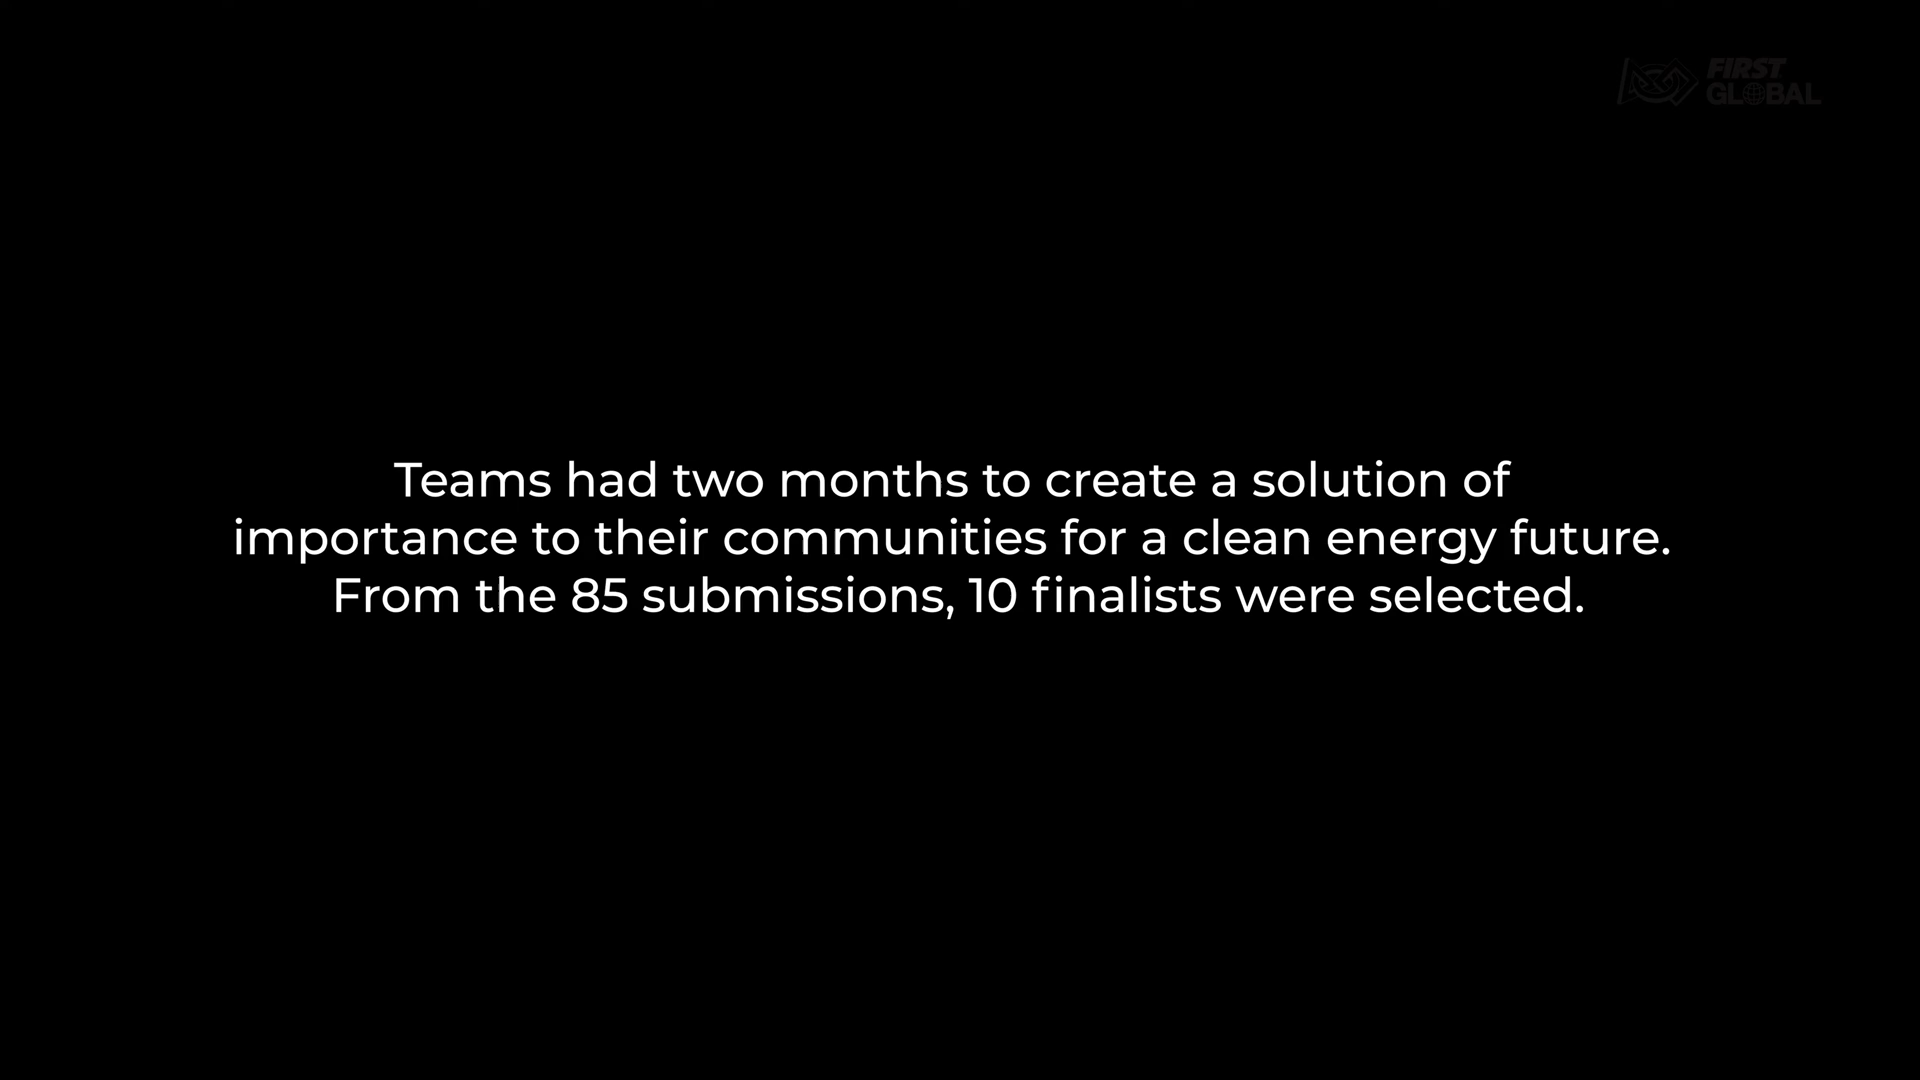 FIRST
GLOBAL
Teams had two months to create a solution of
importance to their communities for a clean energy future.
From the 85 submissions, 10 finalists were selected.